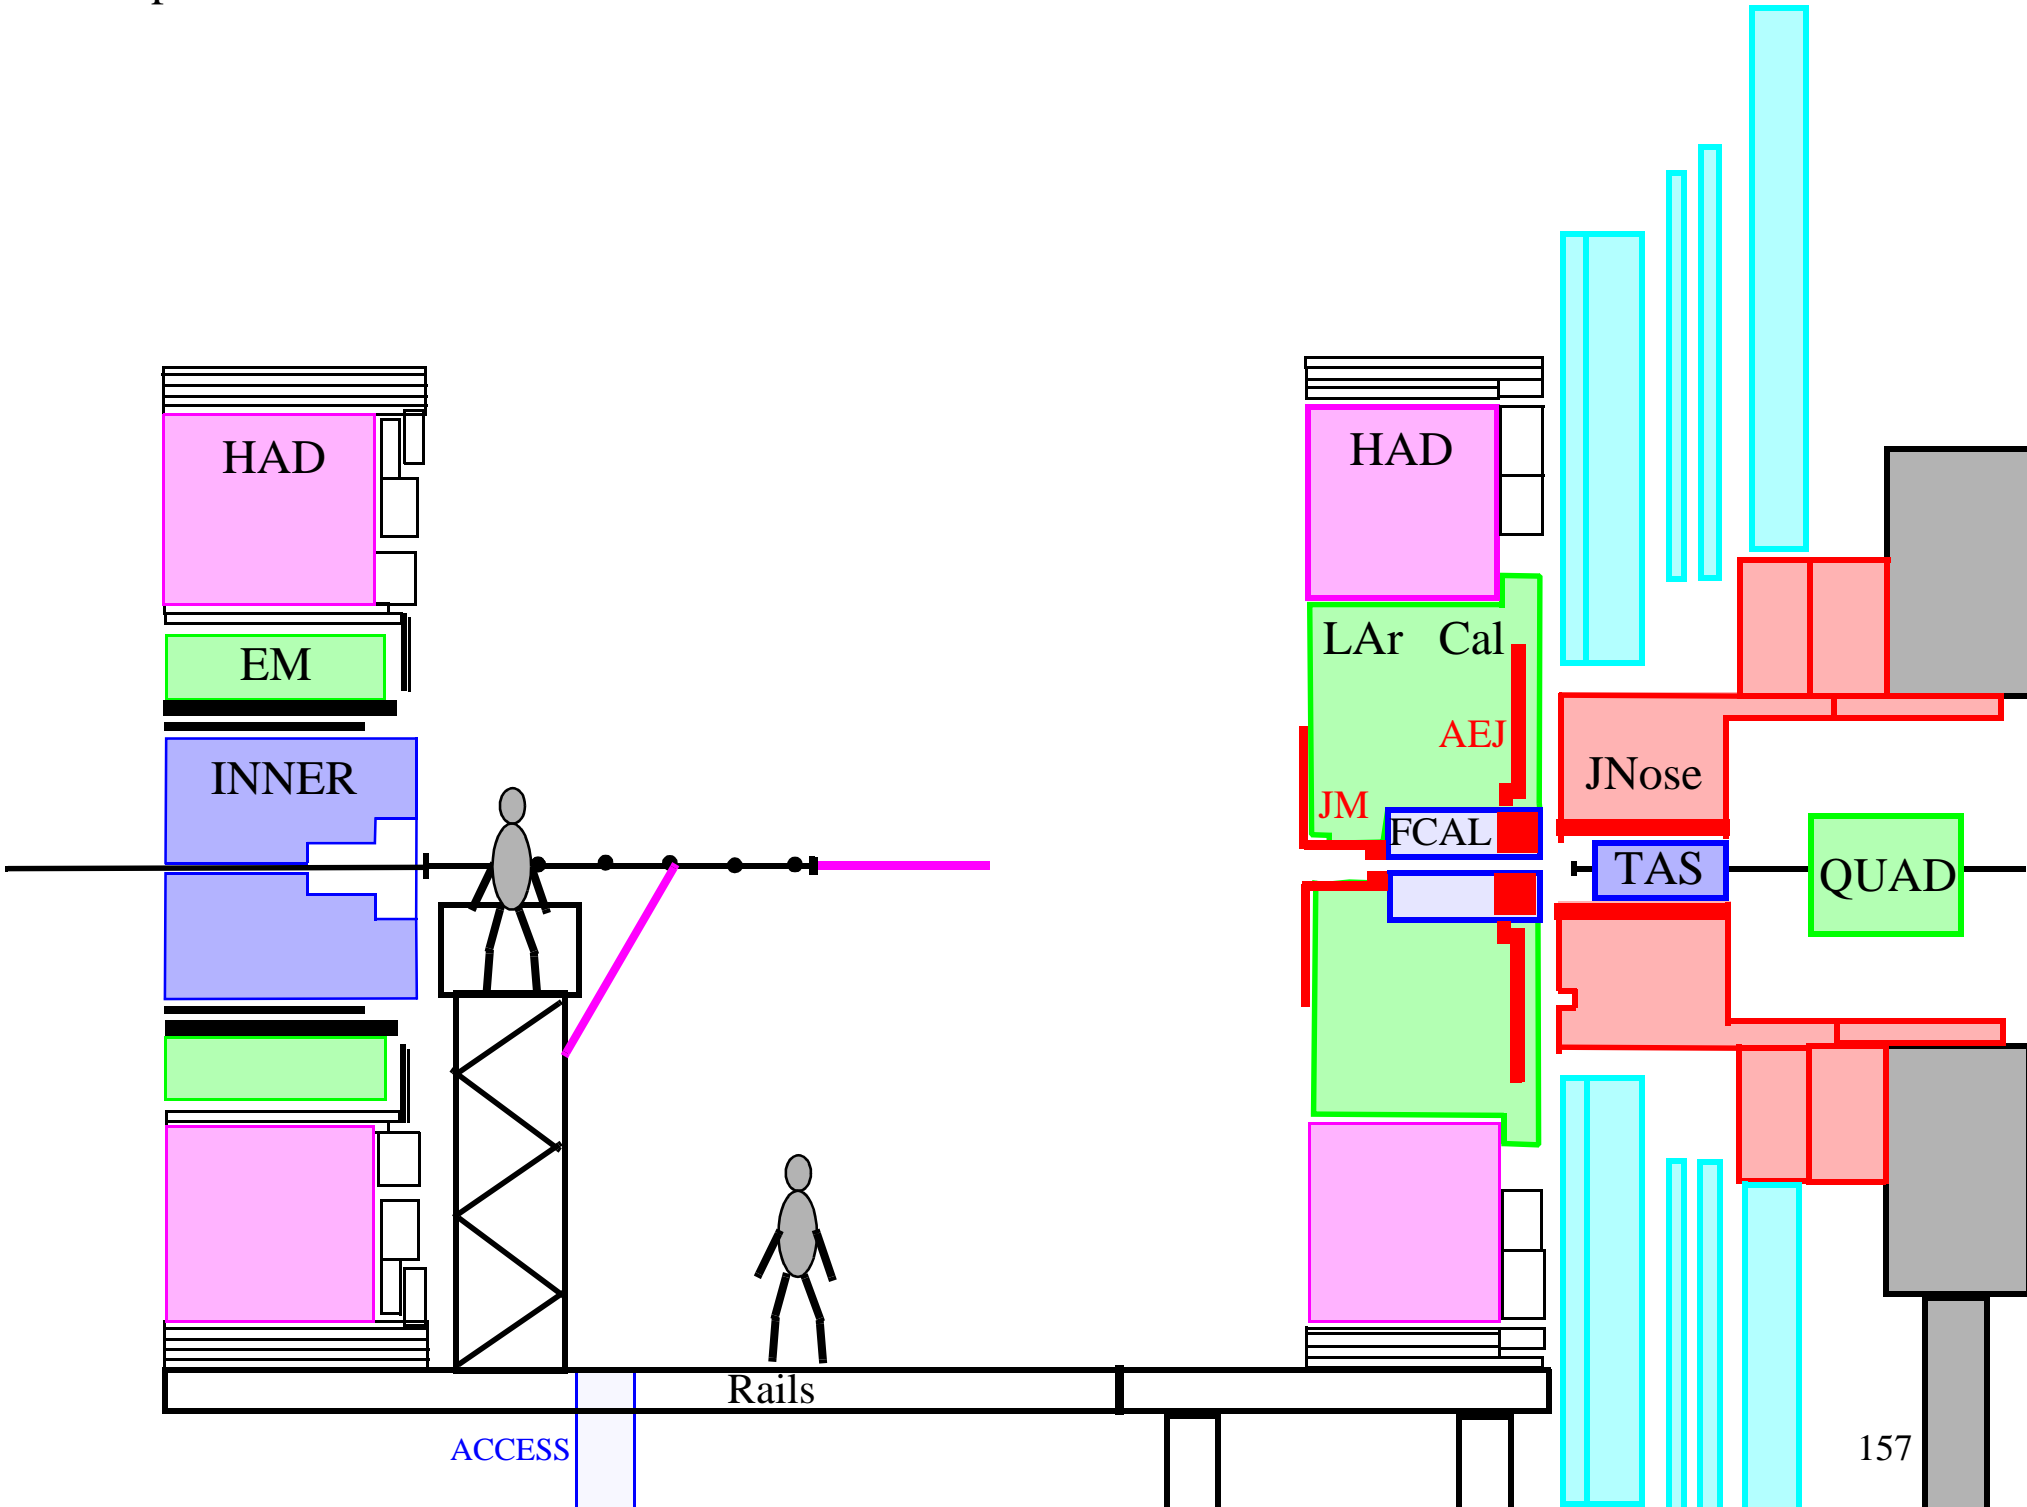 HAD
HAD
EM
LAr Cal
AEJ
INNER
JNose
JM
FCAL
TAS
QUAD
Rails
ACCESS
157